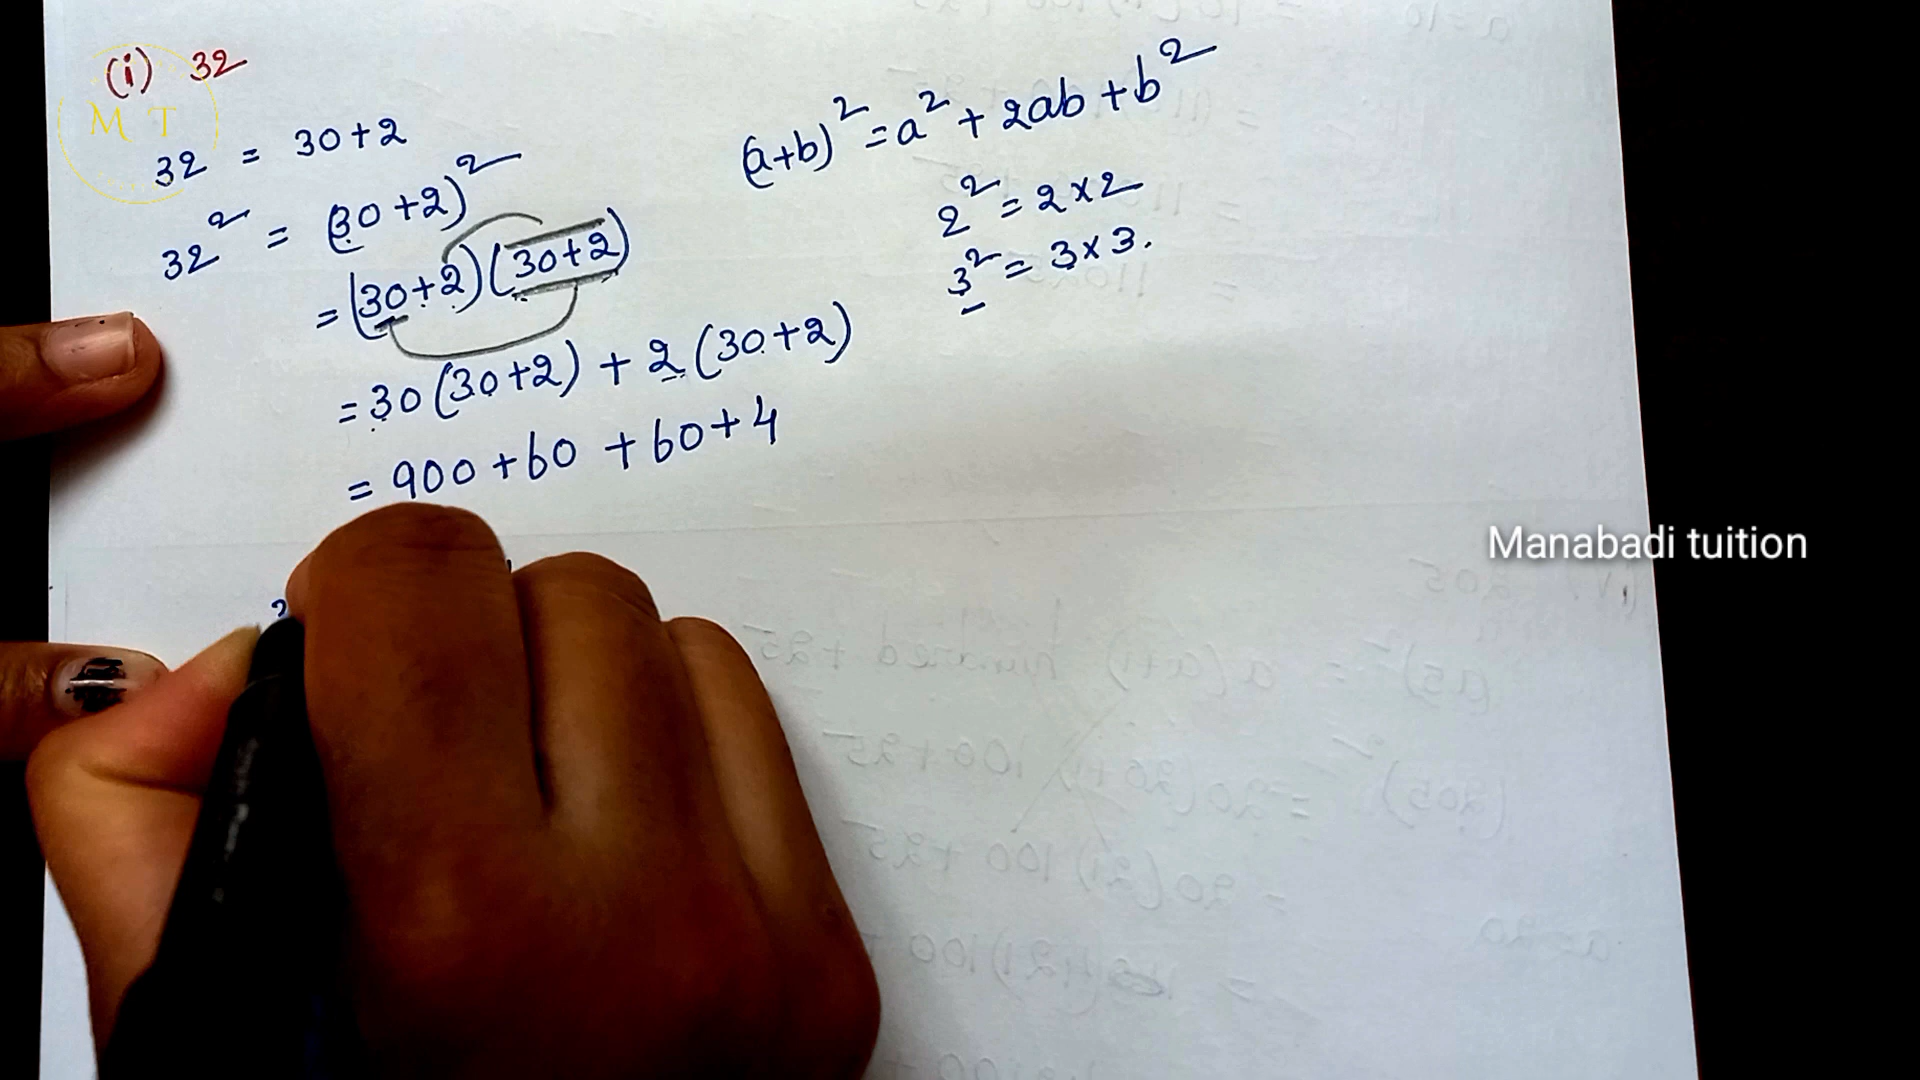 (i) 32
M T
32 = 30+2
32² = (30+2)²
= (30+2)(30+2)
= 30(30+2) + 2(30+2)
= 900+60 +60+4
(a+b)² = a² + 2ab + b²
2² = 2×2
3² = 3×3.
Manabadi tuition